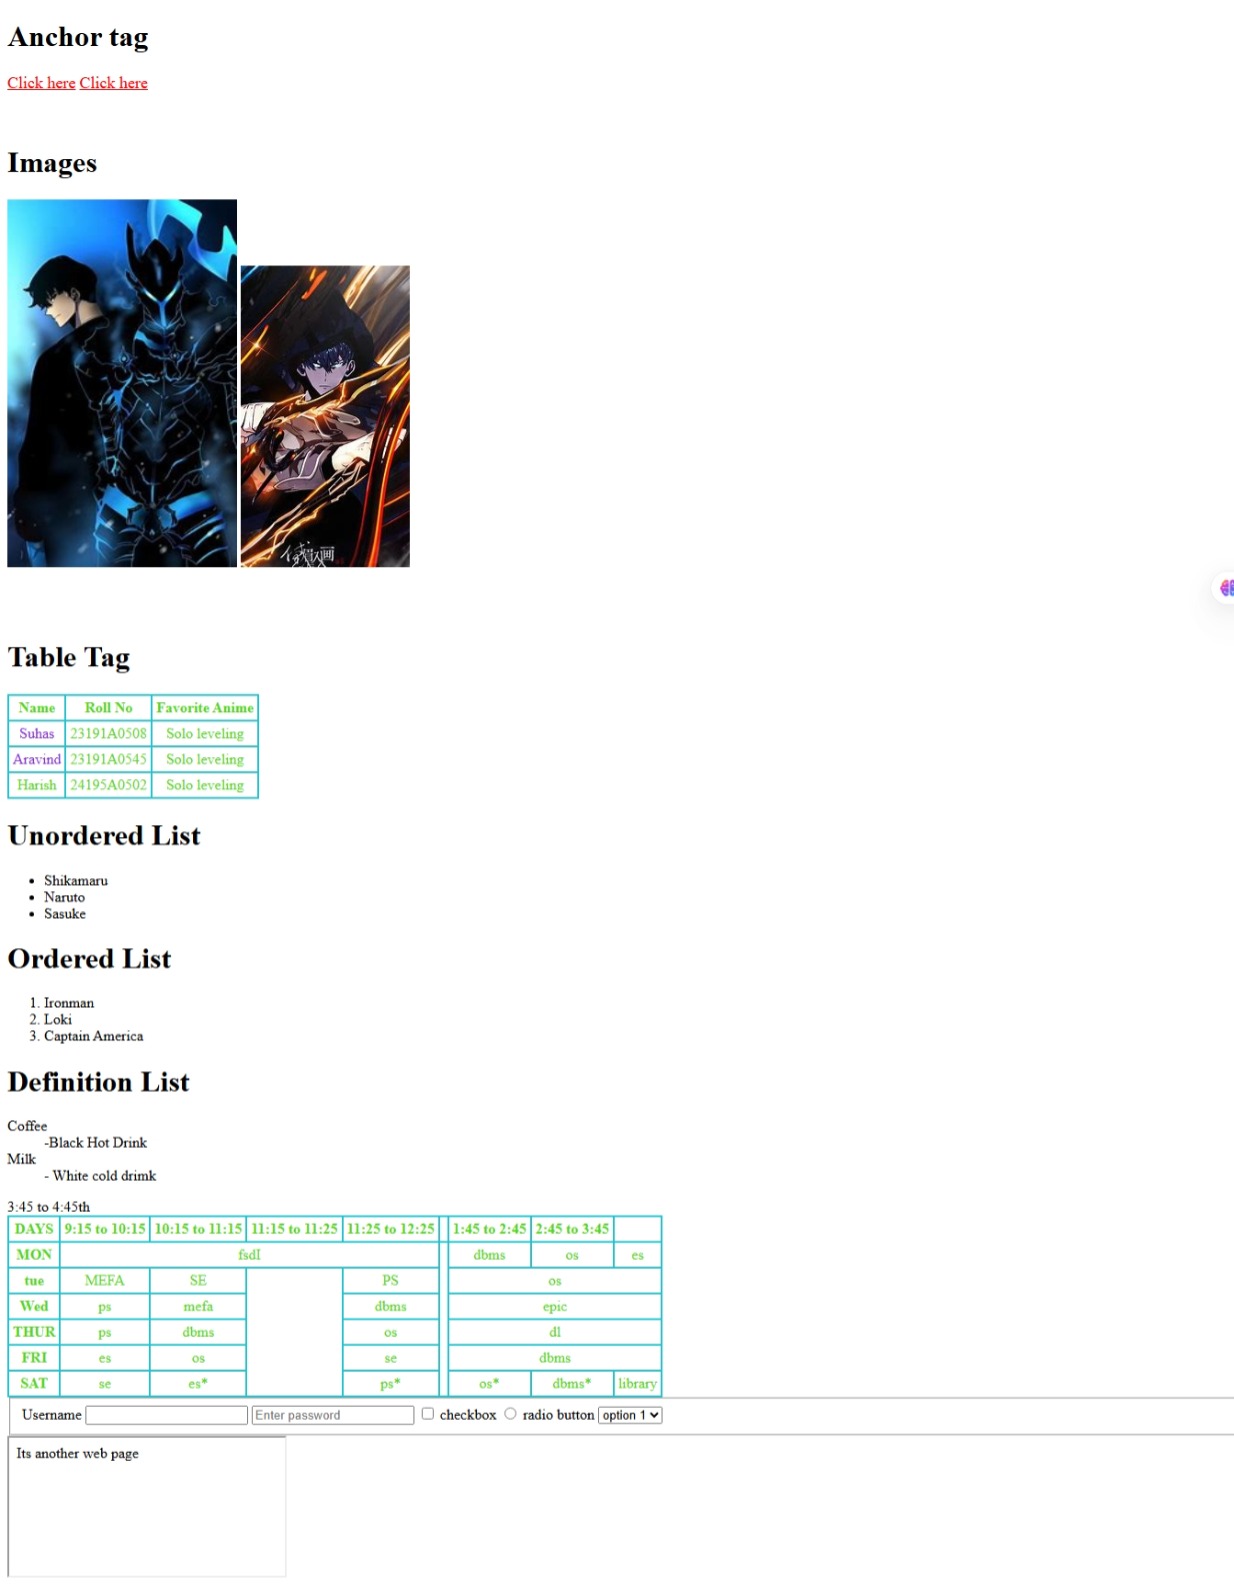 Anchor tag
Click here Click here
Images
Table Tag
Name Roll No Favorite Anime
Suhas 23191A0508 Solo leveling
Aravind 23191A0545 Solo leveling
Harish 24195A0502 Solo leveling
Unordered List
• Shikamaru
• Naruto
• Sasuke
Ordered List
1. Ironman
2. Loki
3. Captain America
Definition List
Coffee
-Black Hot Drink
Milk
- White cold drimk
3:45 to 4:45th
DAYS 9:15 to 10:15 10:15 to 11:15 11:15 to 11:25 11:25 to 12:25 1:45 to 2:45 2:45 to 3:45
MON fsdI dbms os es
tue MEFA SE PS os
Wed ps mefa dbms epic
THUR ps dbms os dl
FRI es os se dbms
SAT se es* ps* os* dbms* library
Username Enter password checkbox radio button option 1
Its another web page